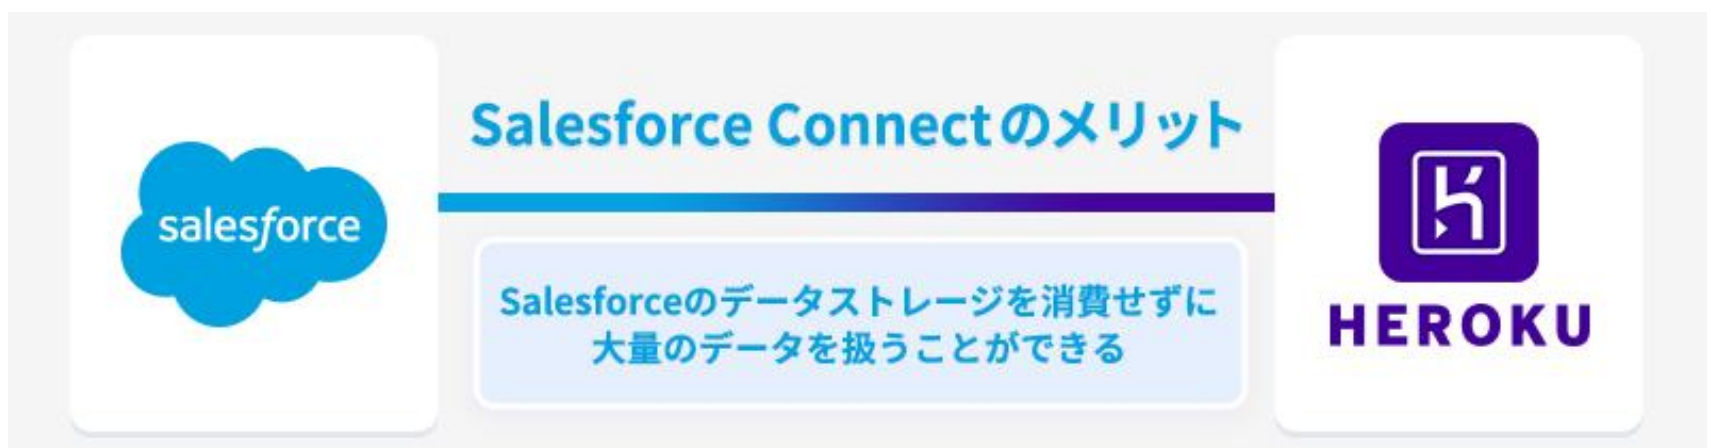 salesforce
Salesforce Connectのメリット
Salesforceのデータストレージを消費せずに
大量のデータを扱うことができる
HEROKU